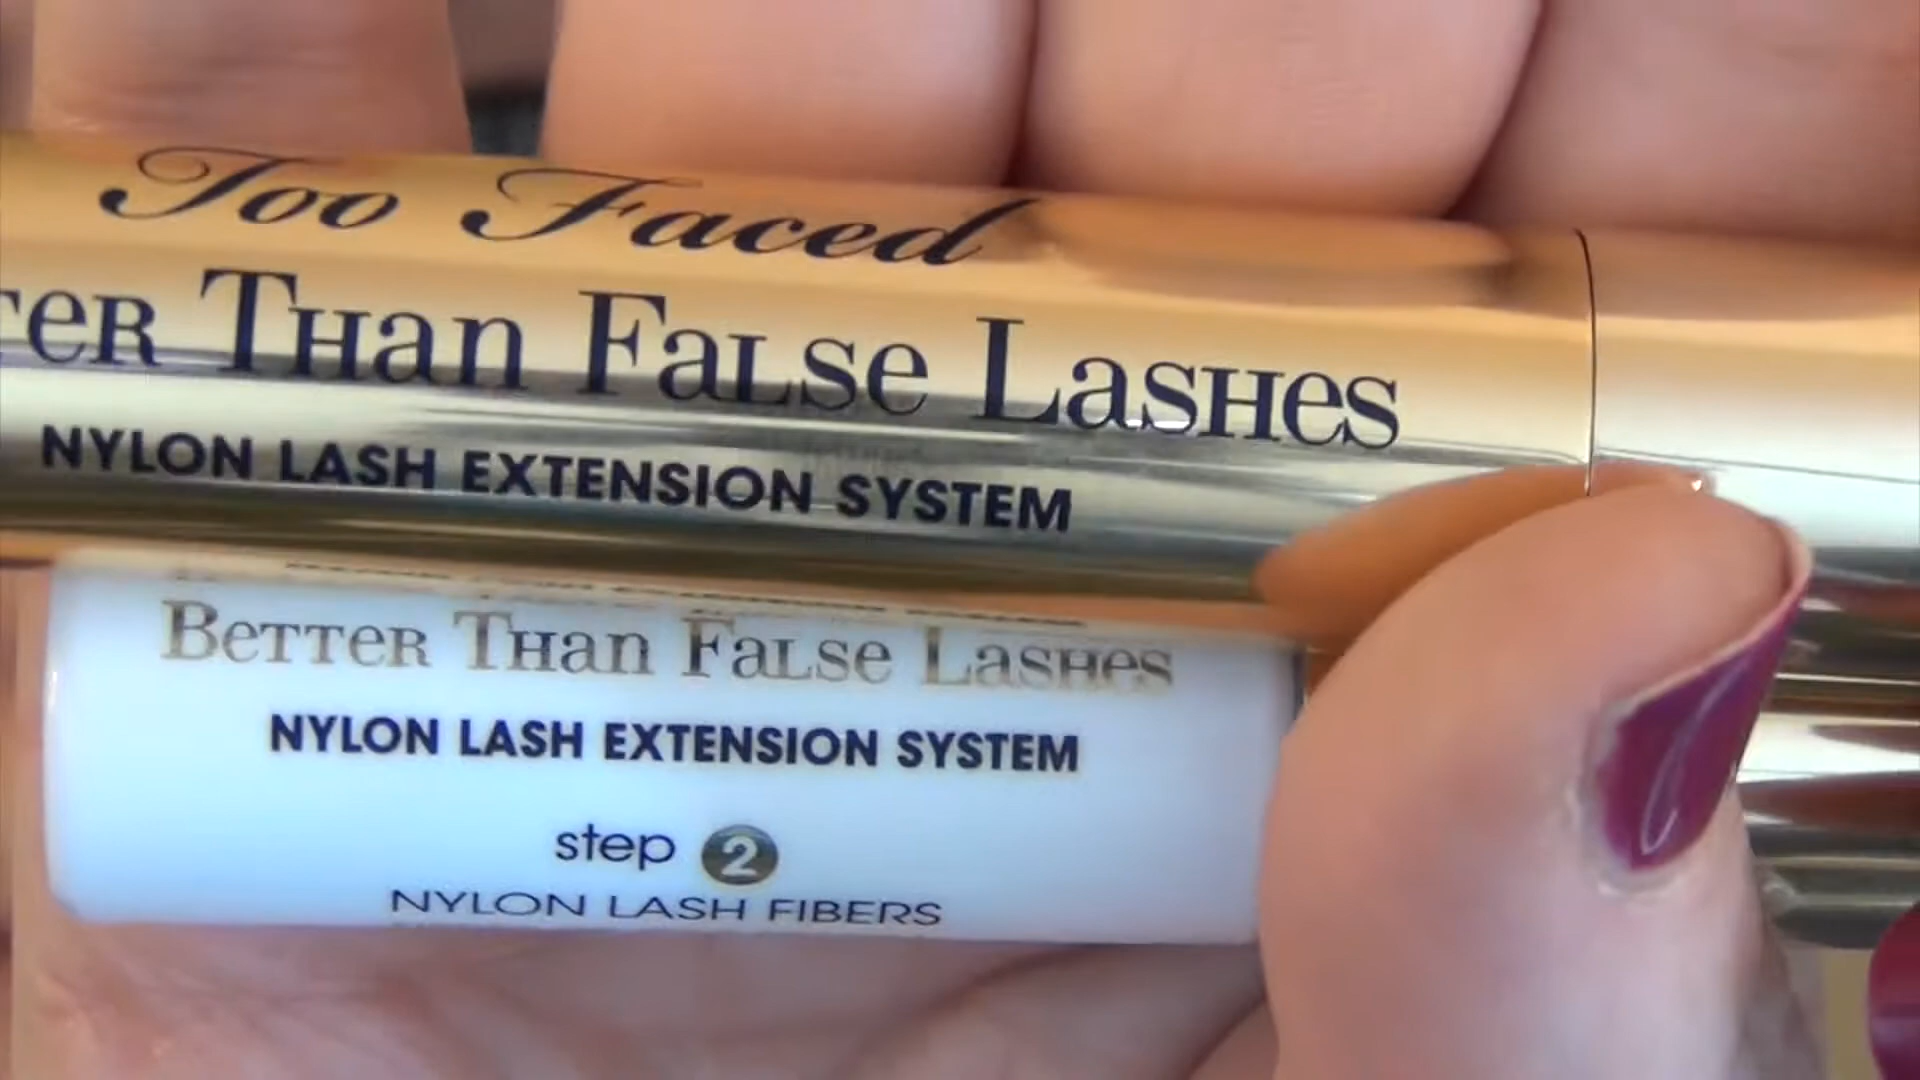 Too Faced
TER THAN FALSE LASHES
NYLON LASH EXTENSION SYSTEM
BETTER THAN FALSE LASHES
NYLON LASH EXTENSION SYSTEM
step 2
NYLON LASH FIBERS